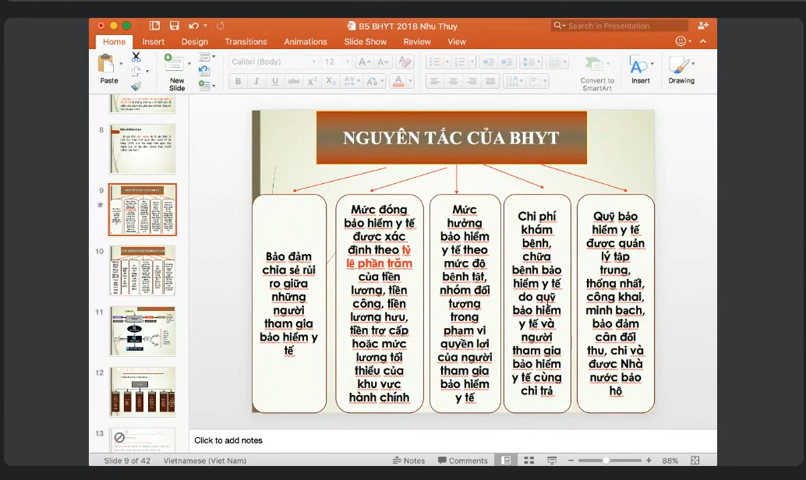 B5 BHYT 2018 Nhu Thuy
Search in Presentation
Home Insert Design Transitions Animations Slide Show Review View
Paste
New
Slide
Calibri (Body)
12
Convert to
SmartArt
Insert
Drawing
8
9
10
11
12
13
NGUYÊN TẮC CỦA BHYT
Bảo đảm
chia sẻ rủi
ro giữa
những
người
tham gia
bảo hiểm y
tế
Mức đóng
bảo hiểm y tế
được xác
định theo tỷ
lệ phần trăm
của tiền
lương, tiền
công, tiền
lương hưu,
tiền trợ cấp
hoặc mức
lương tối
thiểu của
khu vực
hành chính
Mức
hưởng
bảo hiểm
y tế theo
mức độ
bệnh tật,
nhóm đối
tượng
trong
phạm vi
quyền lợi
của người
tham gia
bảo hiểm
y tế
Chi phí
khám
bệnh,
chữa
bệnh bảo
hiểm y tế
do quỹ
bảo hiểm
y tế và
người
tham gia
bảo hiểm
y tế cùng
chi trả
Quỹ bảo
hiểm y tế
được quản
lý tập
trung,
thống nhất,
công khai,
minh bạch,
bảo đảm
cân đối
thu, chi và
được Nhà
nước bảo
hộ
Click to add notes
Slide 9 of 42
Vietnamese (Viet Nam)
Notes
Comments
88%